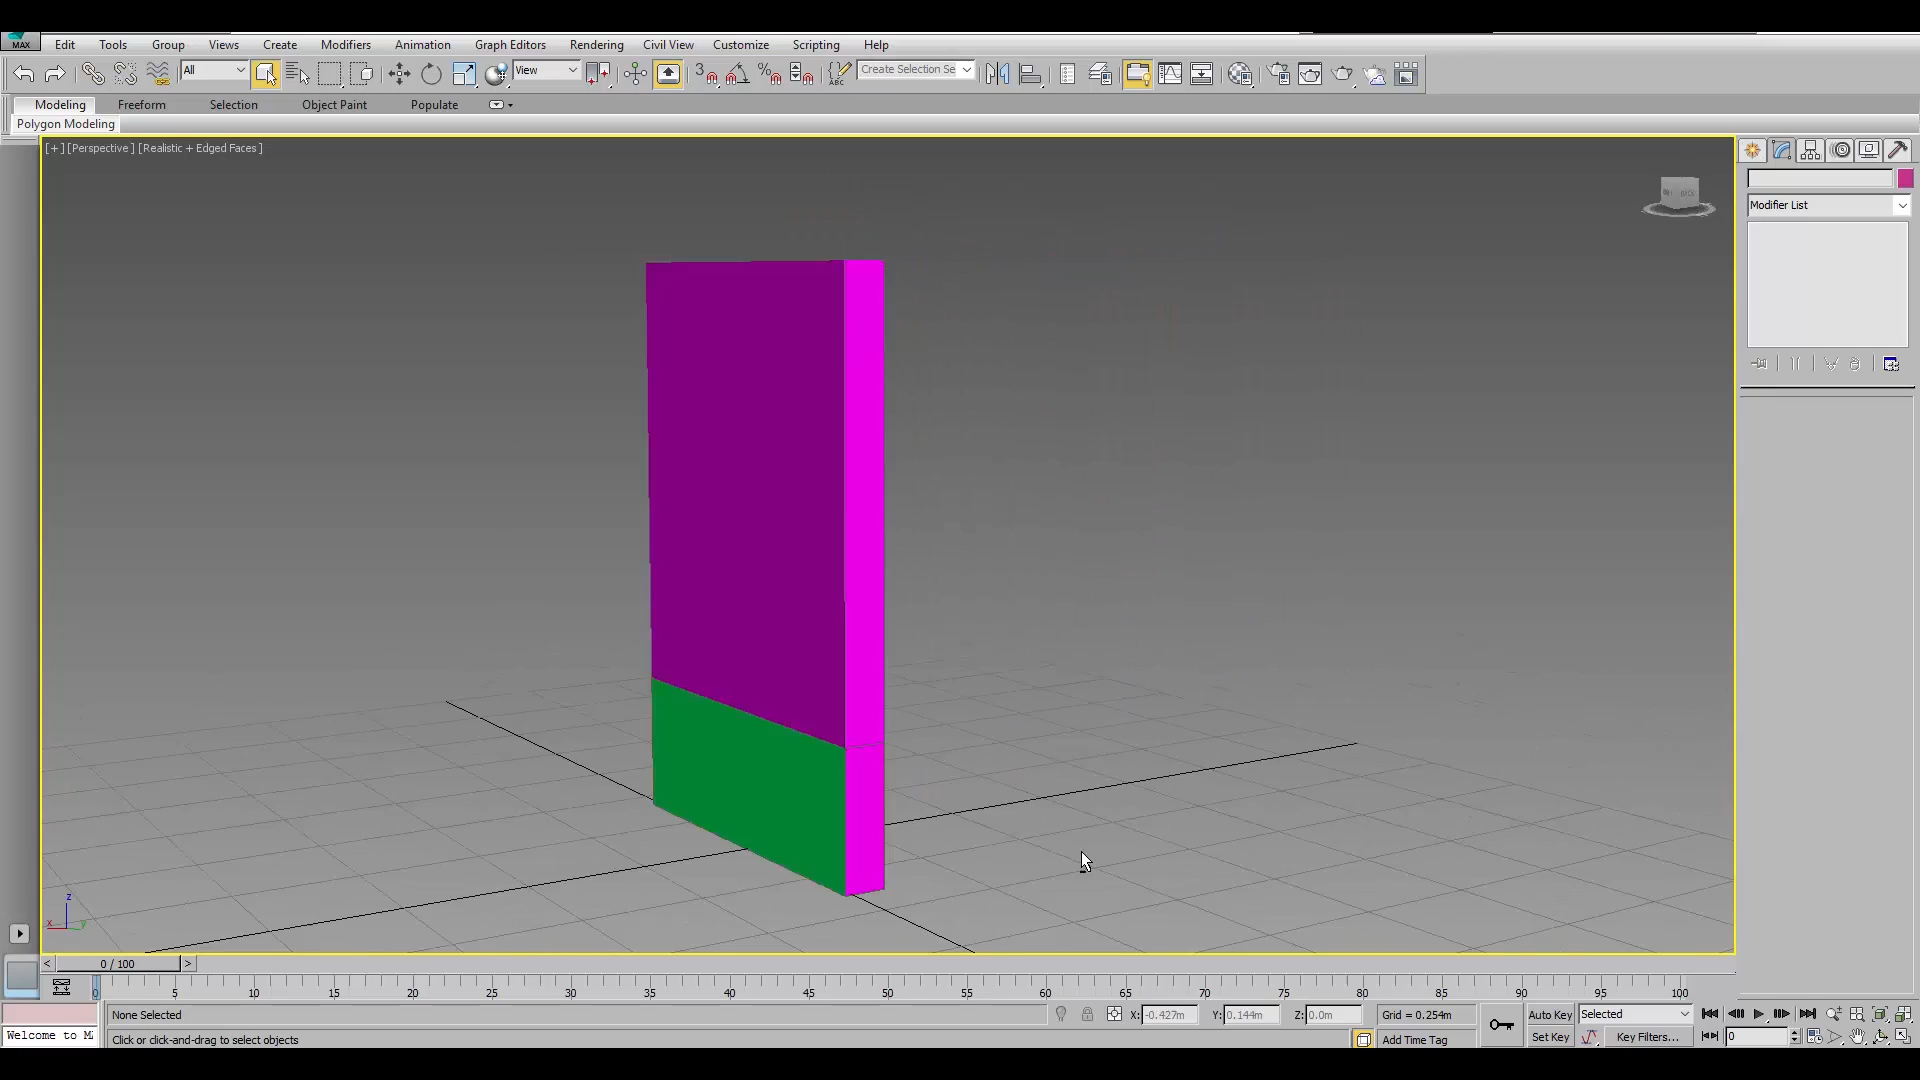 MAX Edit Tools Group Views Create Modifiers Animation Graph Editors Rendering Civil View Customize Scripting Help
All View 3 % ABC Create Selection Se
Modeling Freeform Selection Object Paint Populate
Polygon Modeling
[+] [Perspective] [Realistic + Edged Faces]
Modifier List
z
x y
< 0 / 100 >
0 5 10 15 20 25 30 35 40 45 50 55 60 65 70 75 80 85 90 95 100
None Selected X: -0.427m Y: 0.144m Z: 0.0m Grid = 0.254m Auto Key Selected
Welcome to M
Click or click-and-drag to select objects Add Time Tag Set Key Key Filters... 0